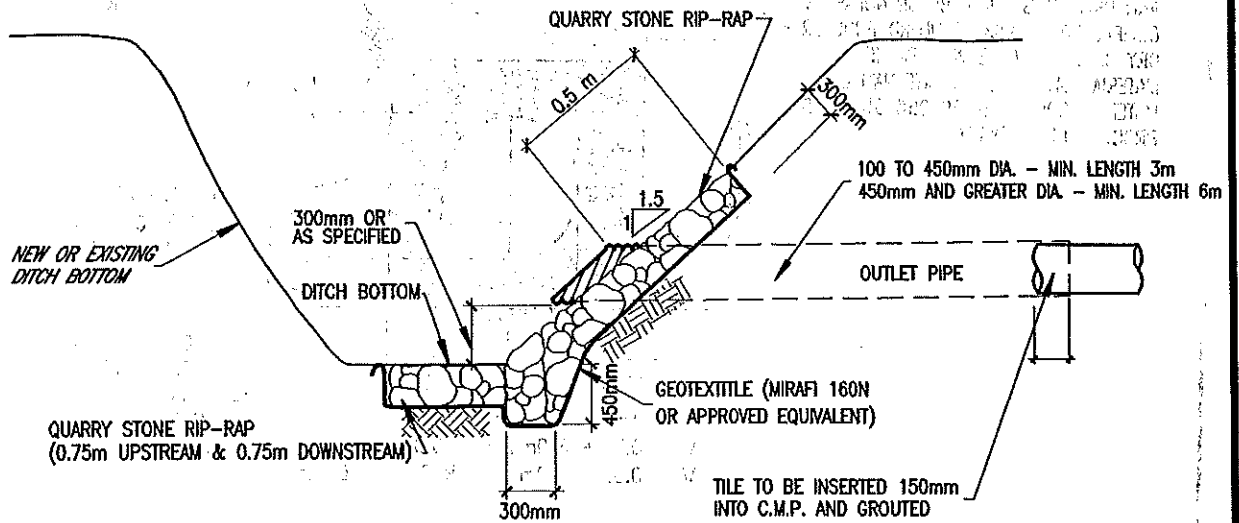 QUARRY STONE RIP-RAP
0.5 m
300mm
100 TO 450mm DIA. - MIN. LENGTH 3m
450mm AND GREATER DIA. - MIN. LENGTH 6m
1.5
1
300mm OR
AS SPECIFIED
NEW OR EXISTING
DITCH BOTTOM
OUTLET PIPE
DITCH BOTTOM
450mm
GEOTEXTITLE (MIRAFI 160N
OR APPROVED EQUIVALENT)
QUARRY STONE RIP-RAP
(0.75m UPSTREAM & 0.75m DOWNSTREAM)
300mm
TILE TO BE INSERTED 150mm
INTO C.M.P. AND GROUTED